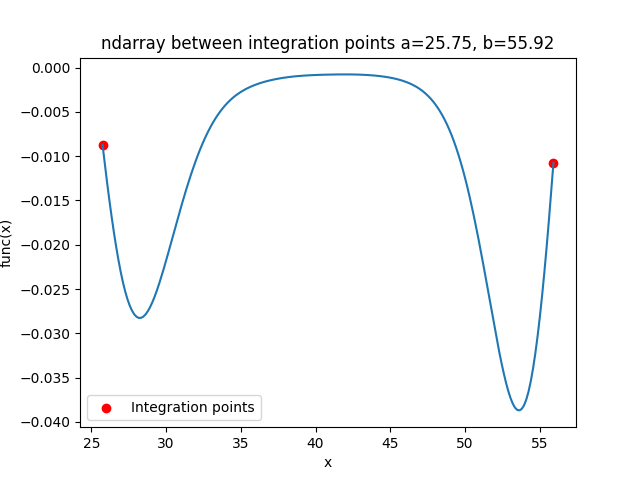 ndarray between integration points a=25.75, b=55.92
0.000
−0.005
−0.010
−0.015
−0.020
−0.025
−0.030
−0.035
−0.040
func(x)
Integration points
25 30 35 40 45 50 55
x